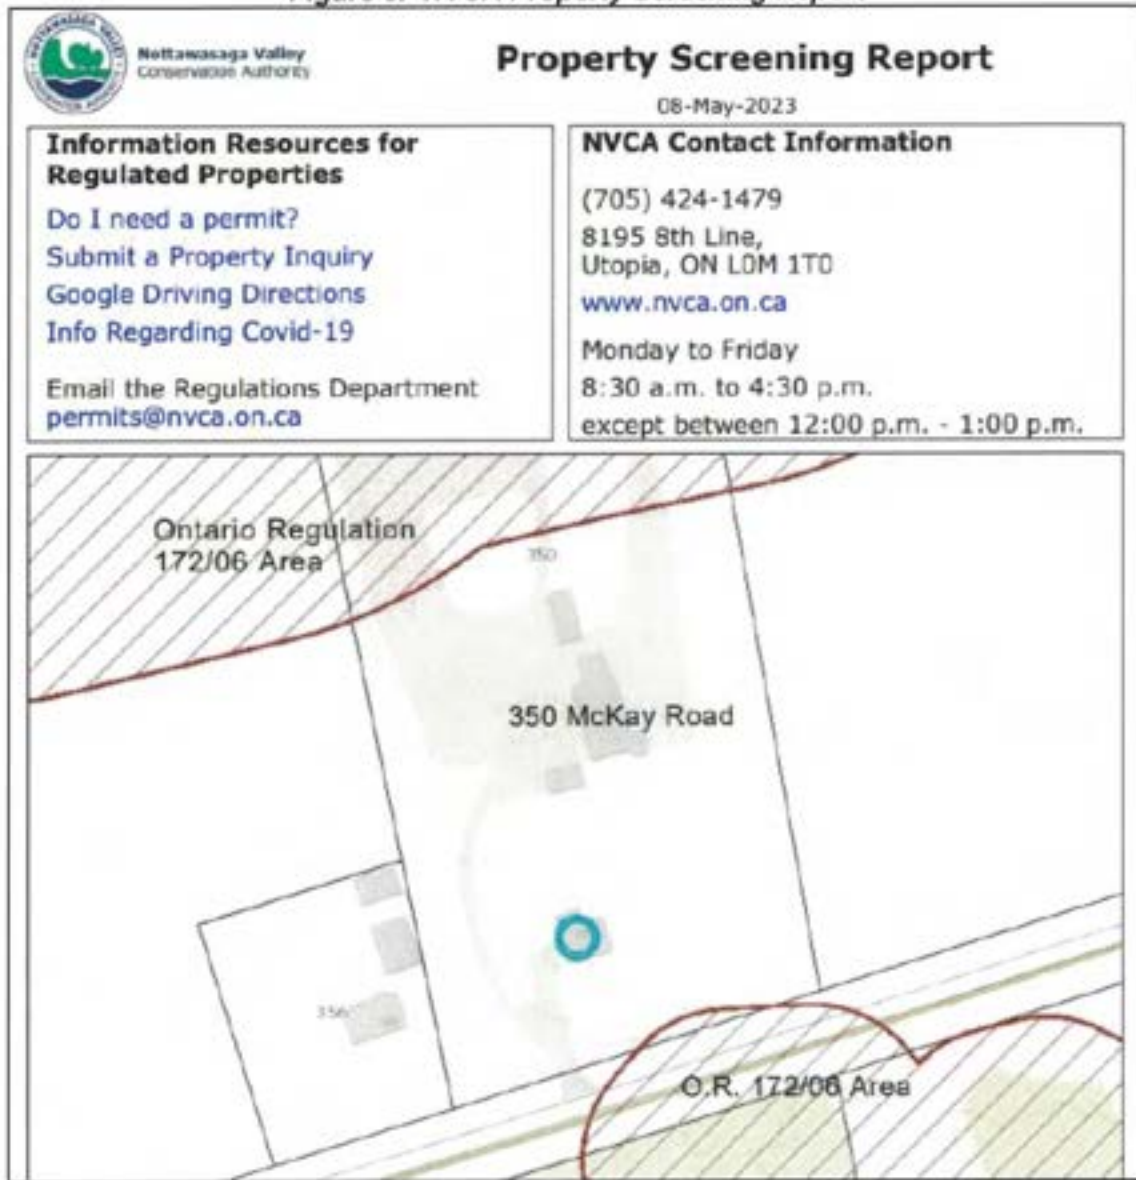 Nottawasaga Valley
Conservation Authority
Property Screening Report
08-May-2023
Information Resources for
Regulated Properties
Do I need a permit?
Submit a Property Inquiry
Google Driving Directions
Info Regarding Covid-19
Email the Regulations Department
permits@nvca.on.ca
NVCA Contact Information
(705) 424-1479
8195 8th Line,
Utopia, ON L0M 1T0
www.nvca.on.ca
Monday to Friday
8:30 a.m. to 4:30 p.m.
except between 12:00 p.m. - 1:00 p.m.
Ontario Regulation
172/06 Area
350
350 McKay Road
356
O.R. 172/06 Area